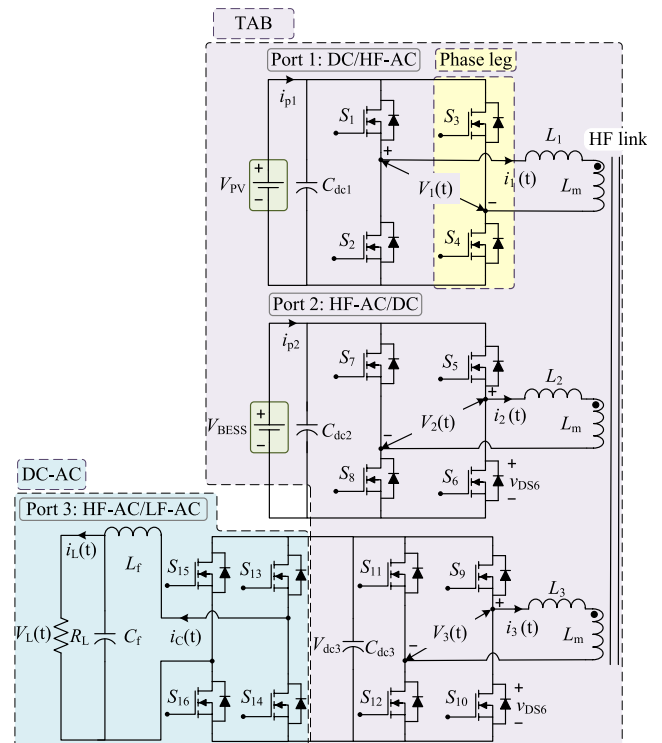 TAB
Port 1: DC/HF-AC
Phase leg
i_p1
S_1
S_3
L_1
HF link
+
+
V_PV
−
C_dc1
V_1(t)
i_1(t)
L_m
−
S_2
S_4
Port 2: HF-AC/DC
i_p2
S_7
S_5
L_2
+
+
V_BESS
−
C_dc2
V_2(t)
i_2(t)
L_m
−
S_8
S_6
+
v_DS6
−
DC-AC
Port 3: HF-AC/LF-AC
i_L(t)
L_f
S_15
S_13
S_11
S_9
L_3
+
V_L(t)
R_L
C_f
i_C(t)
V_dc3
C_dc3
V_3(t)
i_3(t)
L_m
−
S_16
S_14
S_12
S_10
+
v_DS6
−